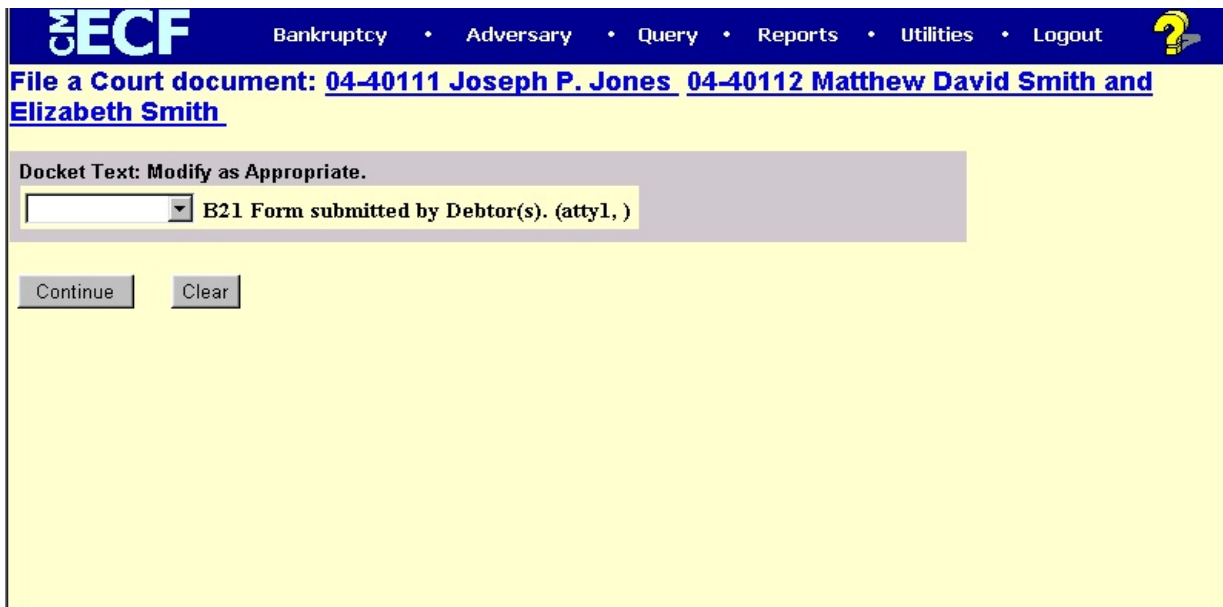 CM ECF Bankruptcy • Adversary • Query • Reports • Utilities • Logout ?
File a Court document: 04-40111 Joseph P. Jones 04-40112 Matthew David Smith and
Elizabeth Smith
Docket Text: Modify as Appropriate.
B21 Form submitted by Debtor(s). (atty1, )
Continue Clear